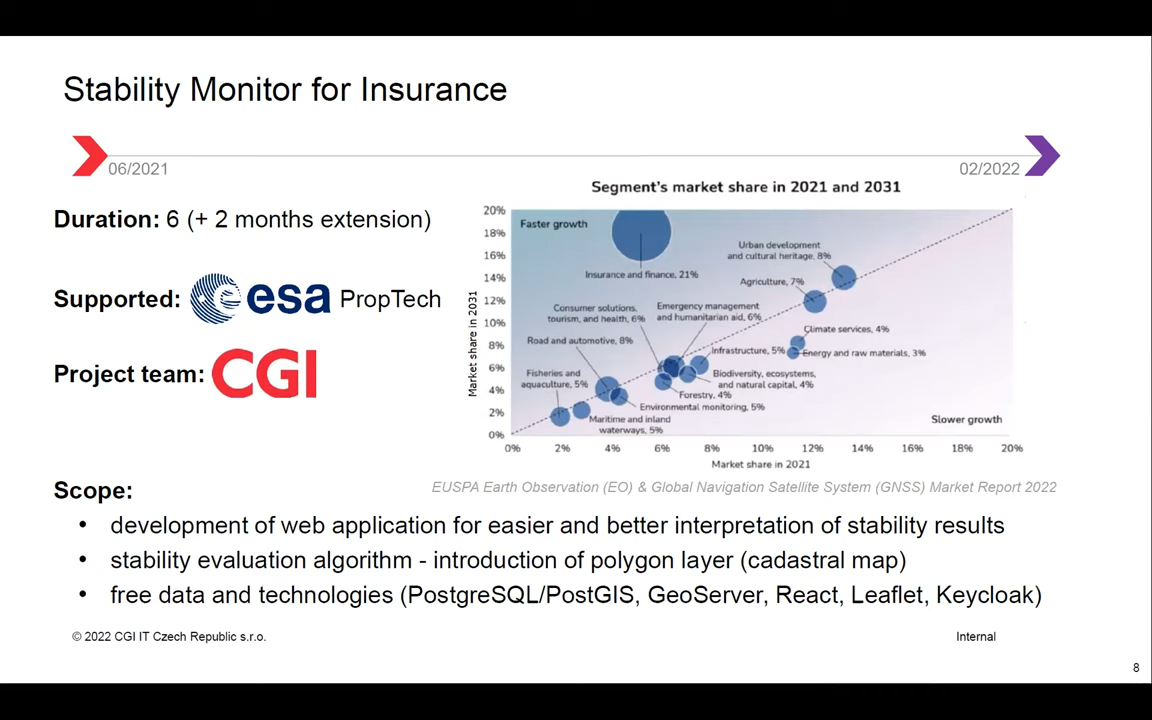 Stability Monitor for Insurance
06/2021
02/2022
Duration: 6 (+ 2 months extension)
Supported: esa PropTech
Project team: CGI
Segment's market share in 2021 and 2031
Market share in 2031
20%
18%
16%
14%
12%
10%
8%
6%
4%
2%
0%
Faster growth
Insurance and finance, 21%
Urban development
and cultural heritage, 8%
Agriculture, 7%
Consumer solutions,
tourism, and health, 6%
Emergency management
and humanitarian aid, 6%
Climate services, 4%
Road and automotive, 8%
Infrastructure, 5%
Energy and raw materials, 3%
Fisheries and
aquaculture, 5%
Biodiversity, ecosystems,
and natural capital, 4%
Forestry, 4%
Environmental monitoring, 5%
Maritime and inland
waterways, 5%
Slower growth
0% 2% 4% 6% 8% 10% 12% 14% 16% 18% 20%
Market share in 2021
EUSPA Earth Observation (EO) & Global Navigation Satellite System (GNSS) Market Report 2022
Scope:
• development of web application for easier and better interpretation of stability results
• stability evaluation algorithm - introduction of polygon layer (cadastral map)
• free data and technologies (PostgreSQL/PostGIS, GeoServer, React, Leaflet, Keycloak)
© 2022 CGI IT Czech Republic s.r.o.
Internal
8